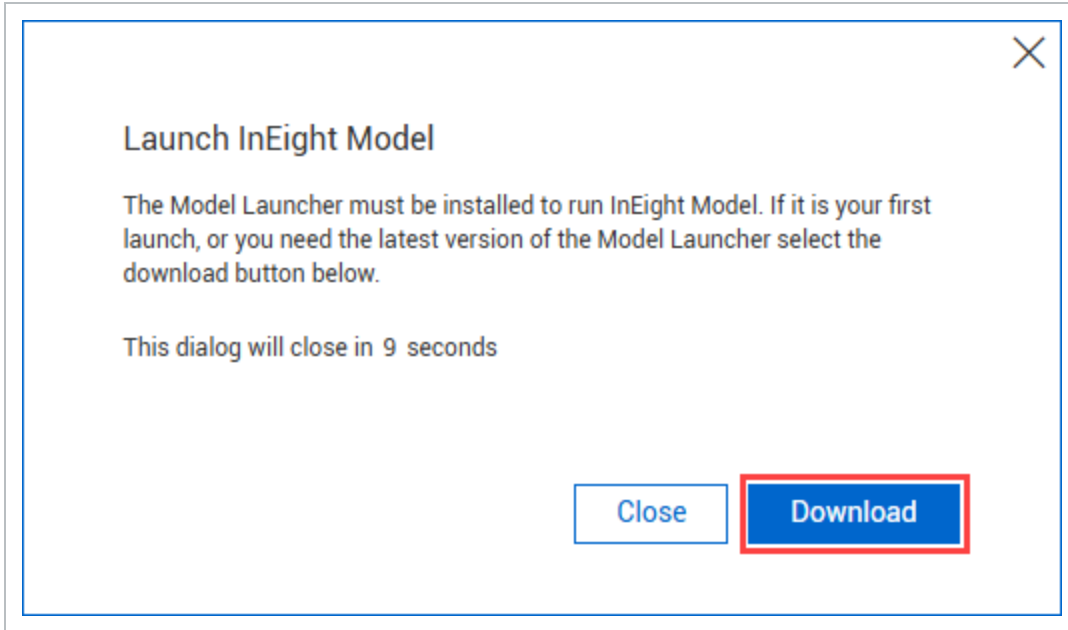 Launch InEight Model
The Model Launcher must be installed to run InEight Model. If it is your first
launch, or you need the latest version of the Model Launcher select the
download button below.
This dialog will close in 9 seconds
Close
Download